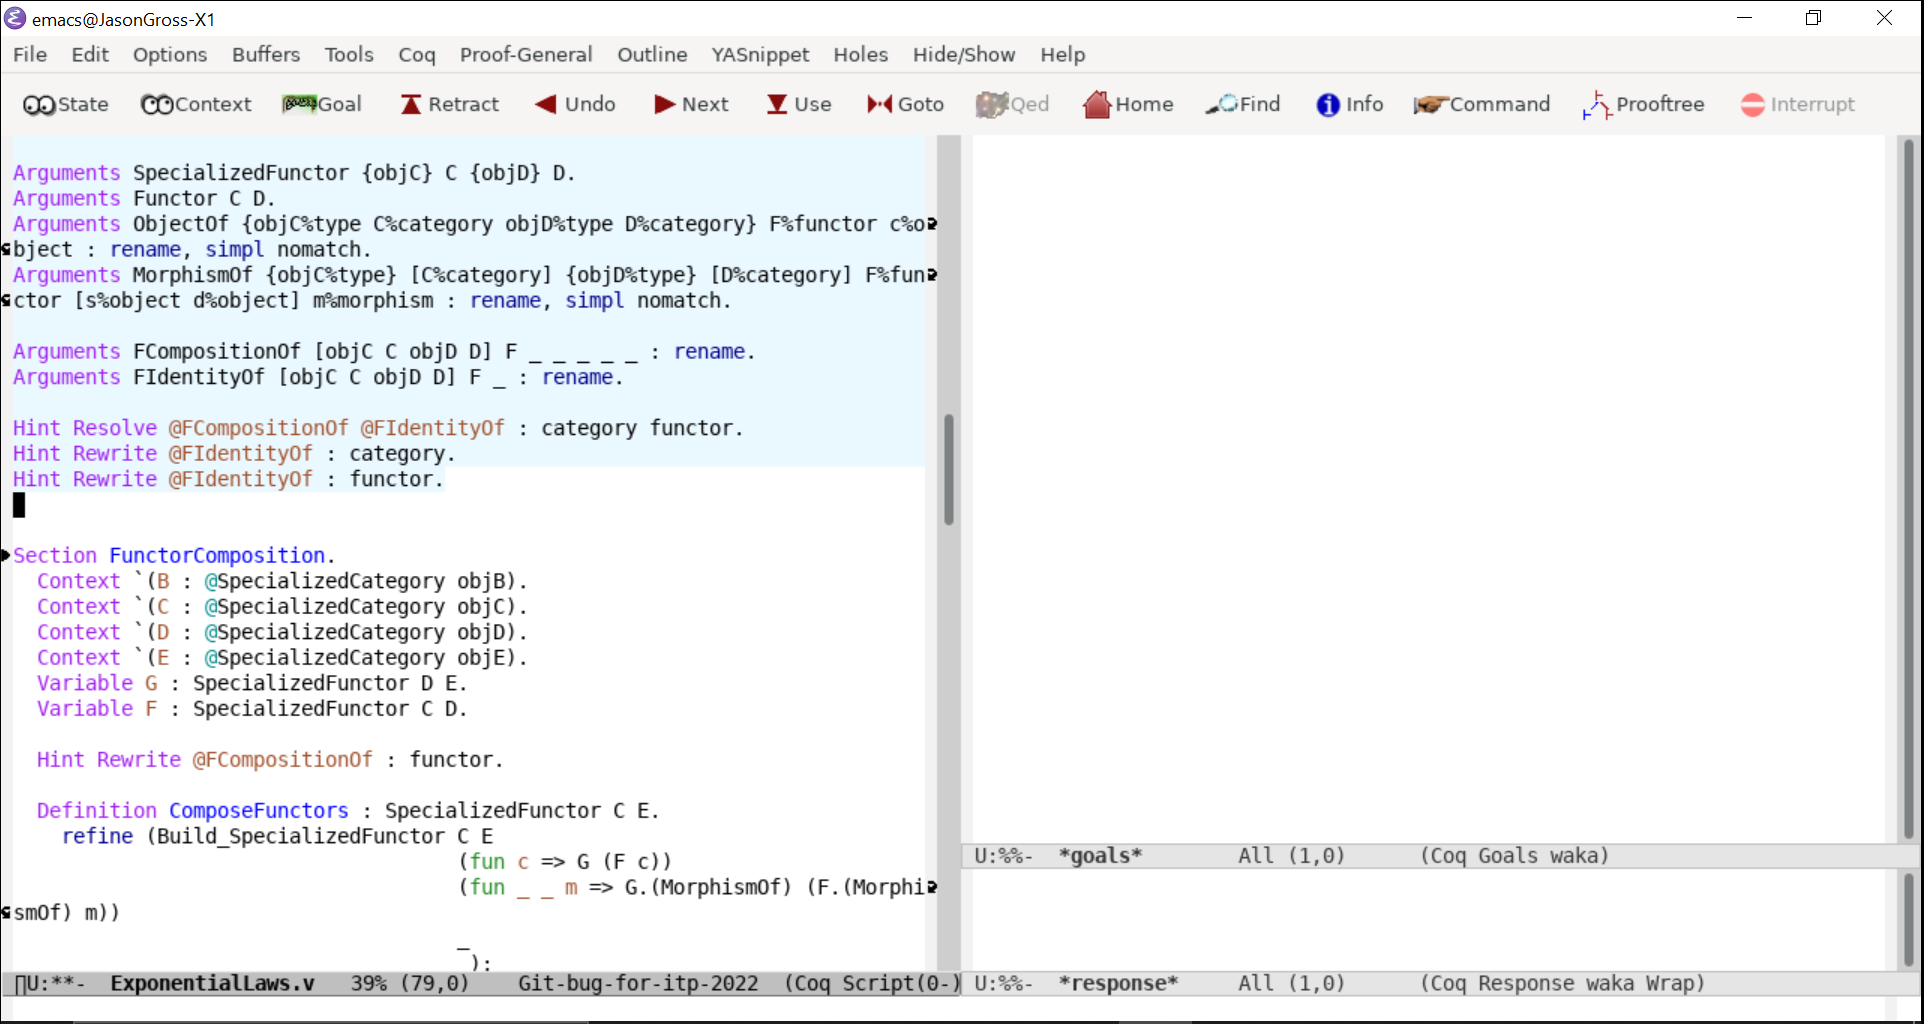 emacs@JasonGross-X1
File Edit Options Buffers Tools Coq Proof-General Outline YASnippet Holes Hide/Show Help
State Context Goal Retract Undo Next Use Goto Qed Home Find Info Command Prooftree Interrupt
Arguments SpecializedFunctor {objC} C {objD} D.
Arguments Functor C D.
Arguments ObjectOf {objC%type C%category objD%type D%category} F%functor c%o
bject : rename, simpl nomatch.
Arguments MorphismOf {objC%type} [C%category] {objD%type} [D%category] F%fun
ctor [s%object d%object] m%morphism : rename, simpl nomatch.
Arguments FCompositionOf [objC C objD D] F _ _ _ _ _ : rename.
Arguments FIdentityOf [objC C objD D] F _ : rename.
Hint Resolve @FCompositionOf @FIdentityOf : category functor.
Hint Rewrite @FIdentityOf : category.
Hint Rewrite @FIdentityOf : functor.
Section FunctorComposition.
Context `(B : @SpecializedCategory objB).
Context `(C : @SpecializedCategory objC).
Context `(D : @SpecializedCategory objD).
Context `(E : @SpecializedCategory objE).
Variable G : SpecializedFunctor D E.
Variable F : SpecializedFunctor C D.
Hint Rewrite @FCompositionOf : functor.
Definition ComposeFunctors : SpecializedFunctor C E.
refine (Build_SpecializedFunctor C E
(fun c => G (F c))
(fun _ _ m => G.(MorphismOf) (F.(Morphi
smOf) m))
_
_);
U:**- ExponentialLaws.v 39% (79,0) Git-bug-for-itp-2022 (Coq Script(0-)
U:%%- *goals* All (1,0) (Coq Goals waka)
U:%%- *response* All (1,0) (Coq Response waka Wrap)